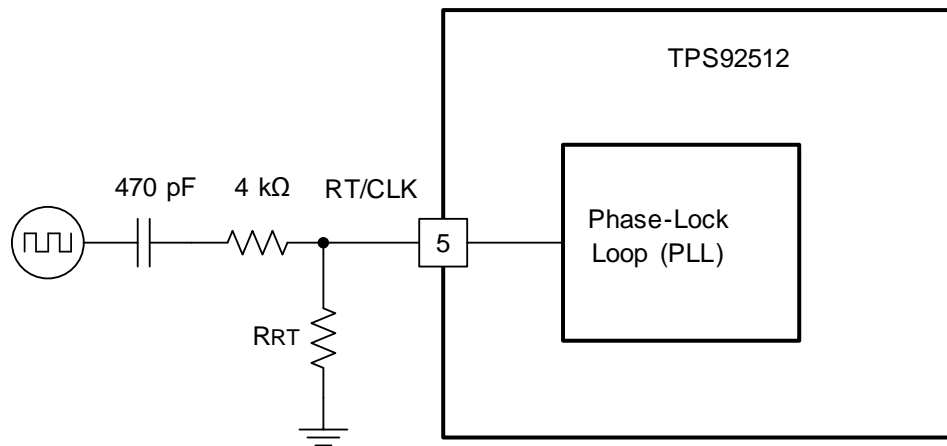 TPS92512
470 pF
4 kΩ
RT/CLK
5
Phase-Lock
Loop (PLL)
RRT